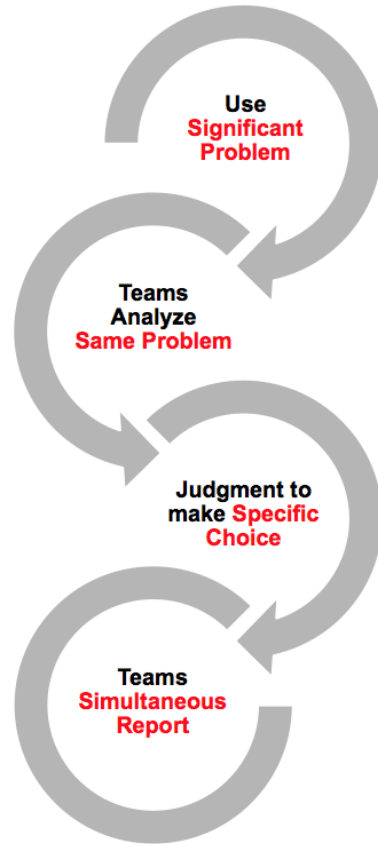 Use
Significant
Problem
Teams
Analyze
Same Problem
Judgment to
make Specific
Choice
Teams
Simultaneous
Report